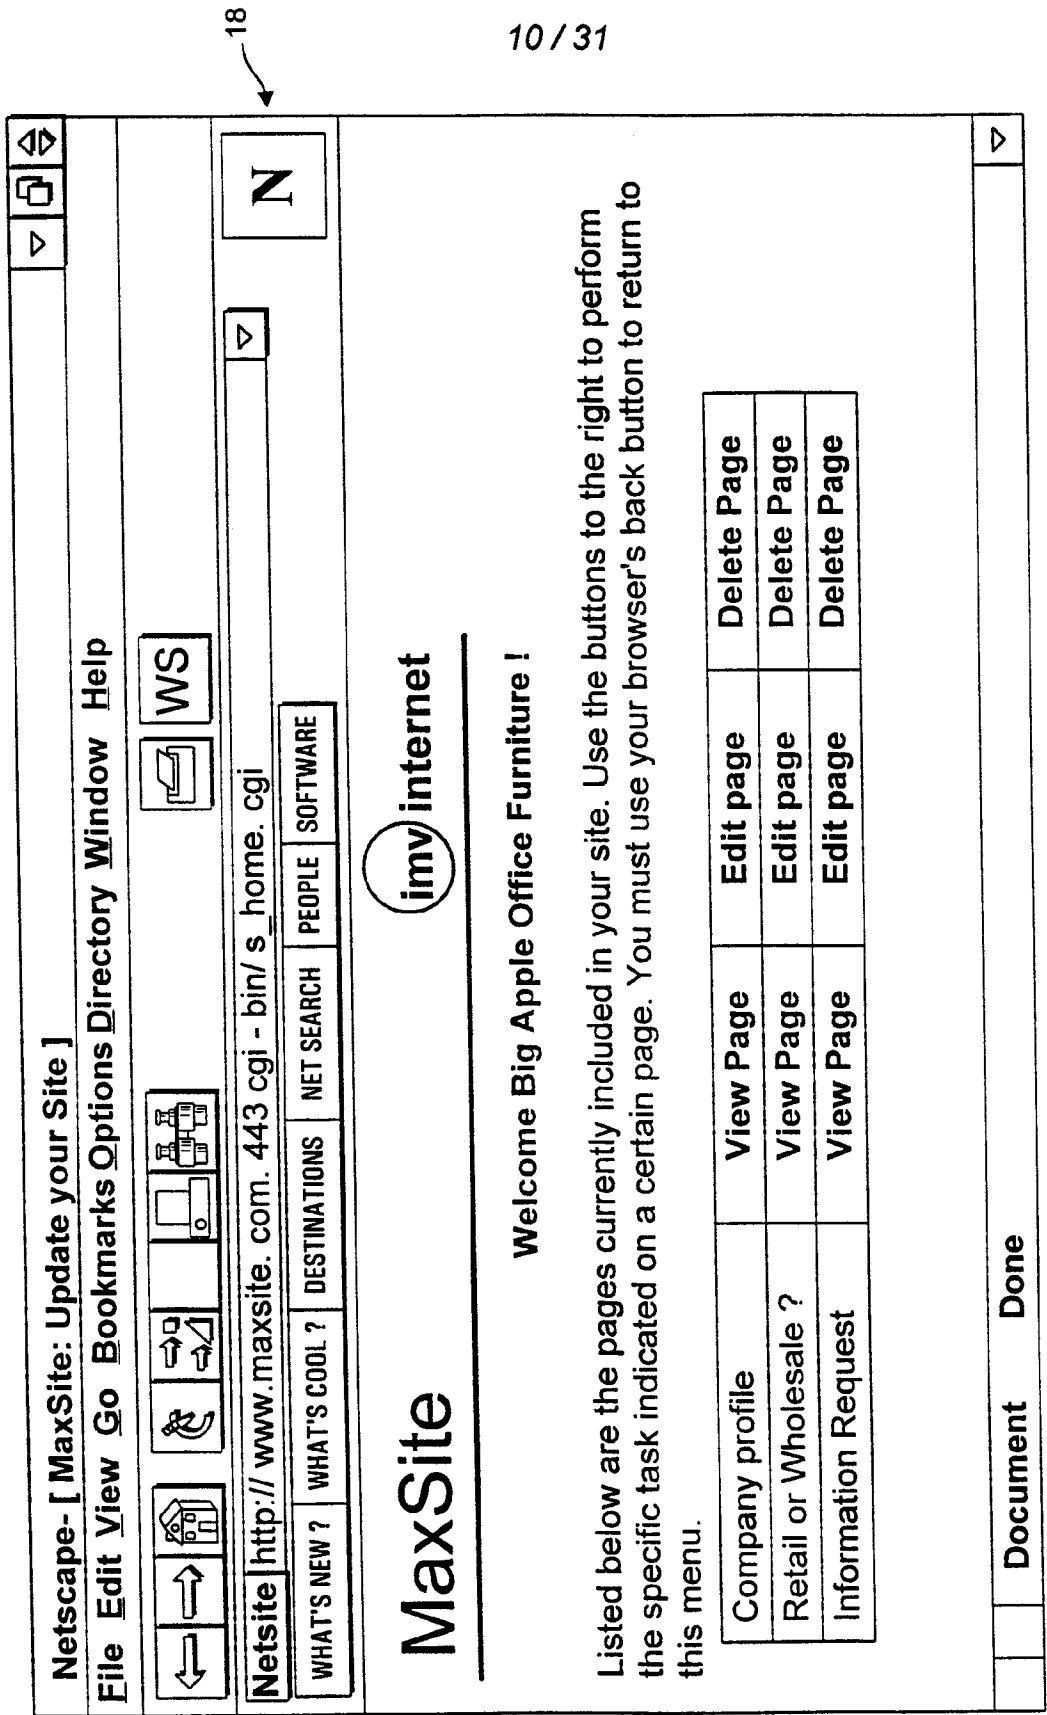 10 / 31
18
Netscape- [ MaxSite: Update your Site ]
File Edit View Go Bookmarks Options Directory Window Help
WS
Netsite http:// www.maxsite. com. 443 cgi - bin/ s_home. cgi
N
WHAT'S NEW ? WHAT'S COOL ? DESTINATIONS NET SEARCH PEOPLE SOFTWARE
MaxSite imv internet
Welcome Big Apple Office Furniture !
Listed below are the pages currently included in your site. Use the buttons to the right to perform
the specific task indicated on a certain page. You must use your browser's back button to return to
this menu.
Company profile View Page Edit page Delete Page
Retail or Wholesale ? View Page Edit page Delete Page
Information Request View Page Edit page Delete Page
Document Done